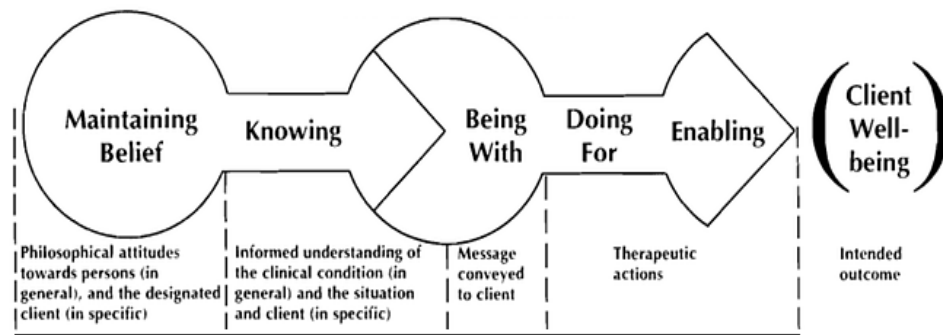 Maintaining
Belief
Knowing
Being
With
Doing
For
Enabling
Client
Well-
being
Philosophical attitudes
towards persons (in
general), and the designated
client (in specific)
Informed understanding of
the clinical condition (in
general) and the situation
and client (in specific)
Message
conveyed
to client
Therapeutic
actions
Intended
outcome